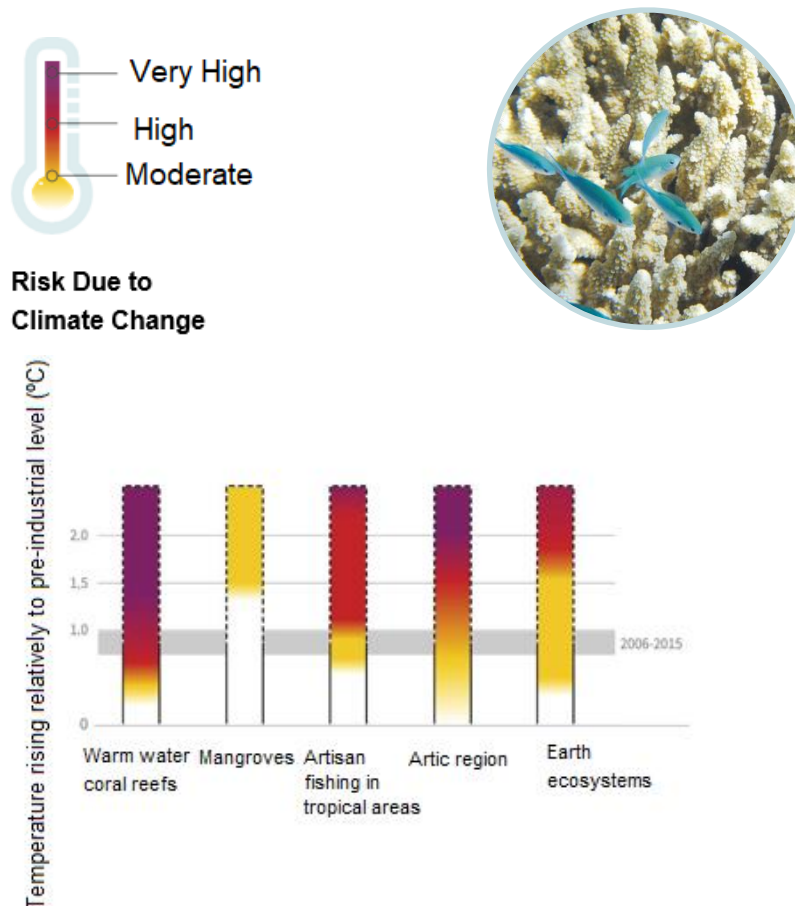 Very High
High
Moderate
Risk Due to
Climate Change
Temperature rising relatively to pre-industrial level (ºC)
2.0
1,5
1.0
2006-2015
0
Warm water
coral reefs
Mangroves
Artisan
fishing in
tropical areas
Artic region
Earth
ecosystems